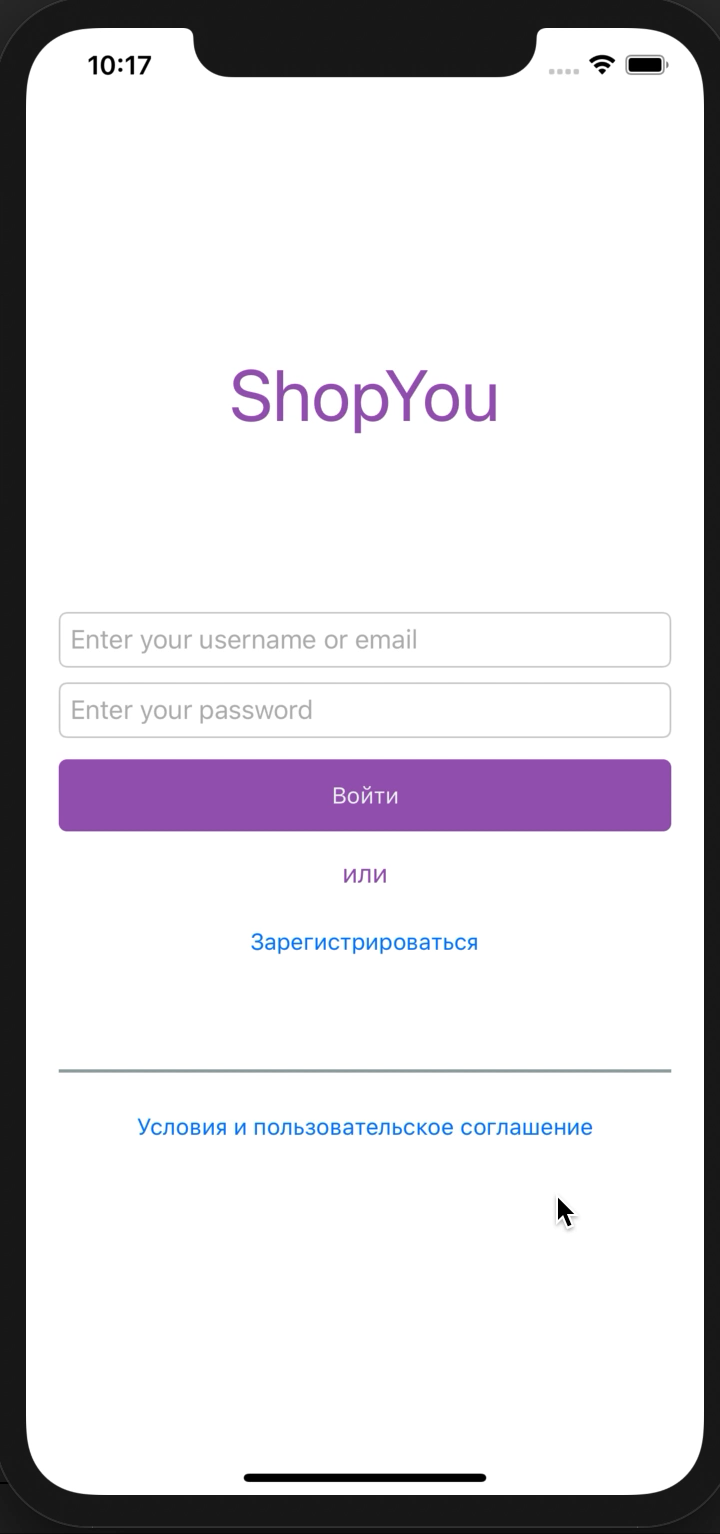 10:17
ShopYou
Enter your username or email
Enter your password
Войти
или
Зарегистрироваться
Условия и пользовательское соглашение